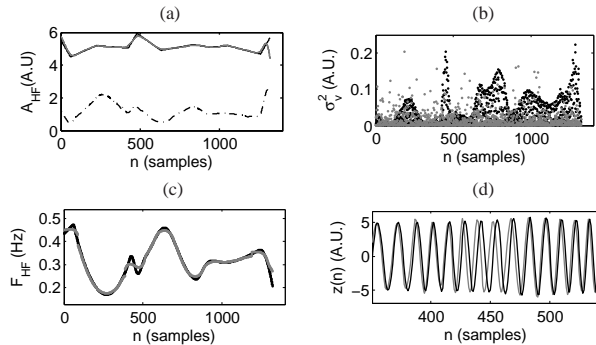 (a)
6
4
2
0
A_HF(A.U)
0 500 1000
n (samples)
(b)
0.2
0.1
0
σ_v^2 (A.U.)
0 500 1000
n (samples)
(c)
0.5
0.4
0.3
0.2
F_HF (Hz)
0 500 1000
n (samples)
(d)
5
0
−5
z(n) (A.U.)
400 450 500
n (samples)